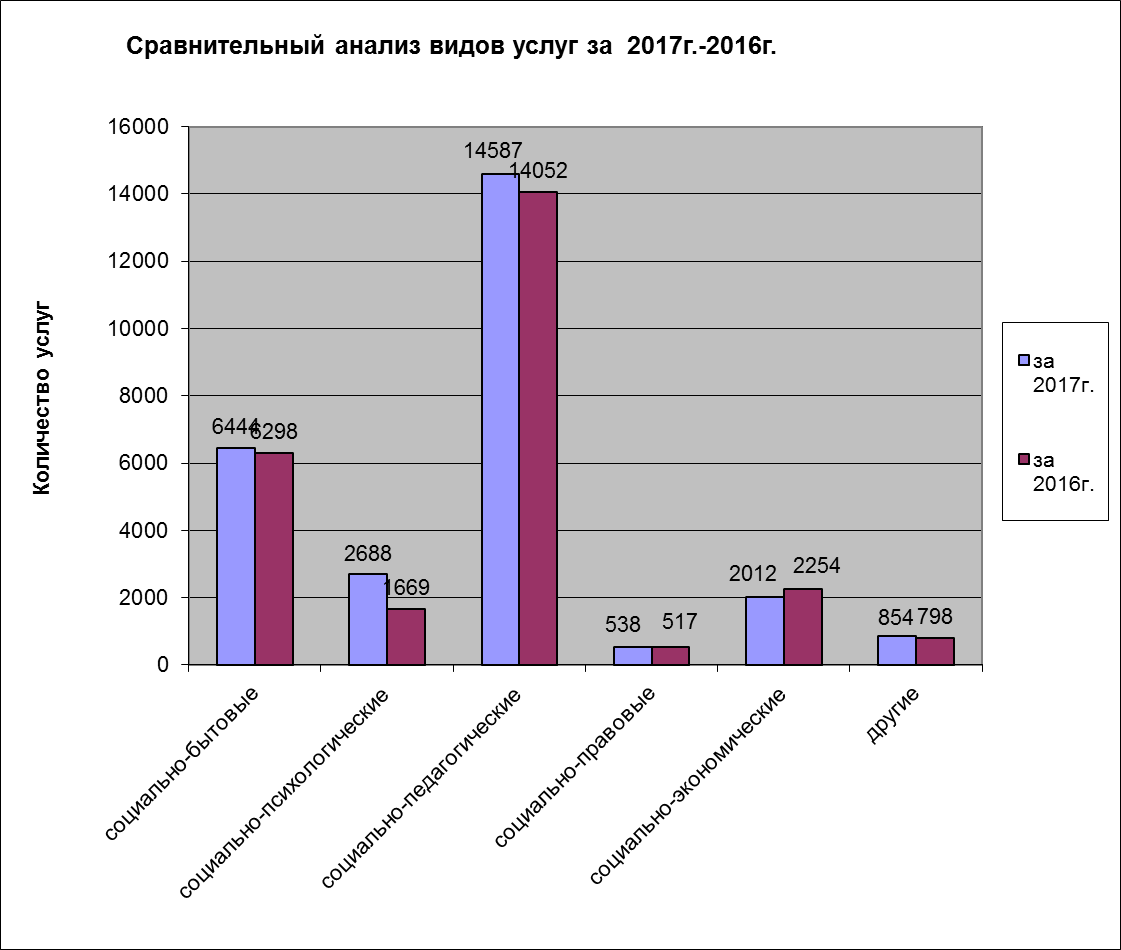 Сравнительный анализ видов услуг за 2017г.-2016г.
Количество услуг
16000
14000
12000
10000
8000
6000
4000
2000
0
6444
6298
2688
1669
14587
14052
538
517
2012
2254
854
798
социально-бытовые
социально-психологические
социально-педагогические
социально-правовые
социально-экономические
другие
за
2017г.
за
2016г.